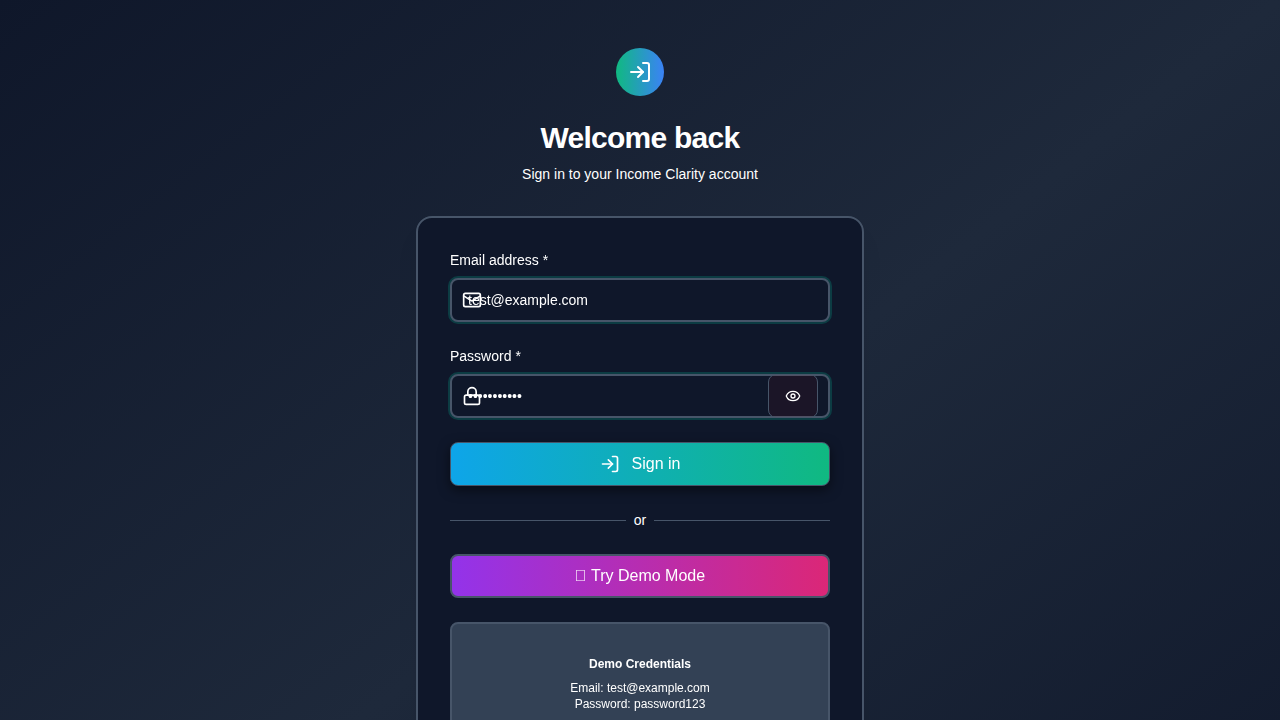 Welcome back
Sign in to your Income Clarity account
Email address *
test@example.com
Password *
•••••••••••
Sign in
or
Try Demo Mode
Demo Credentials
Email: test@example.com
Password: password123